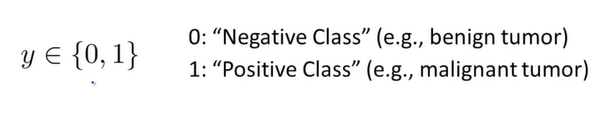 y ∈ {0, 1}
0: “Negative Class” (e.g., benign tumor)
1: “Positive Class” (e.g., malignant tumor)